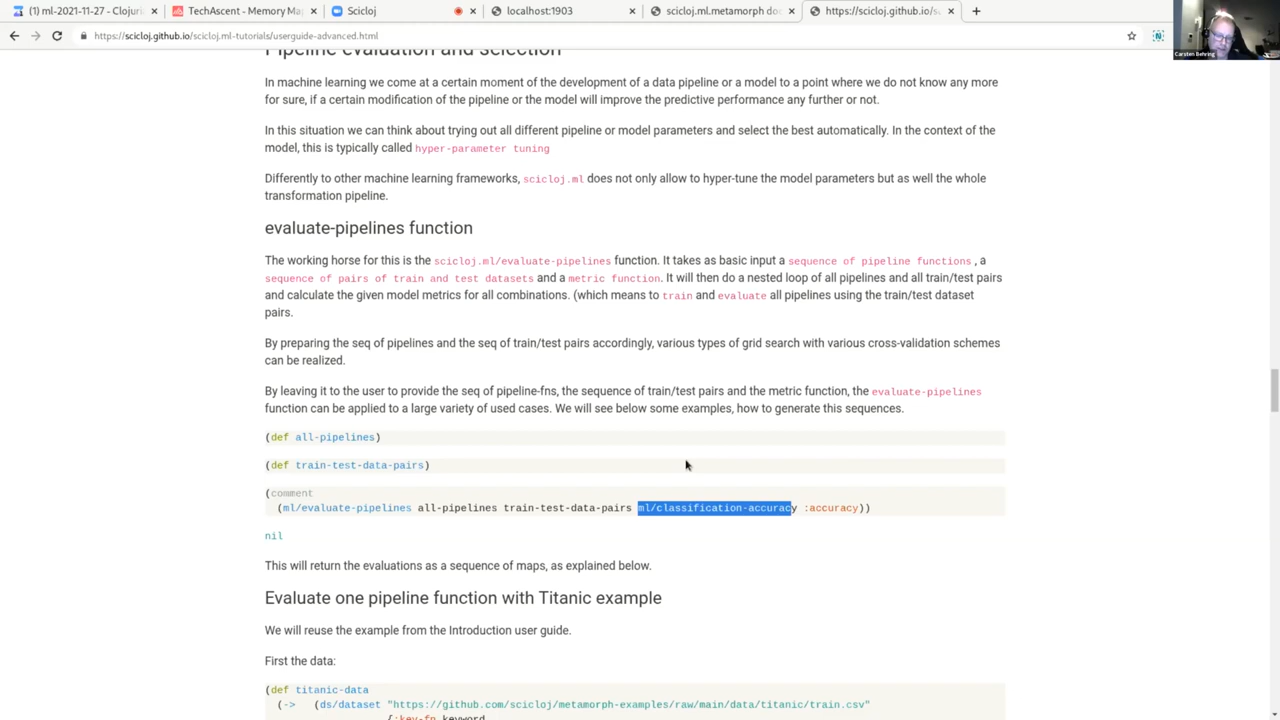 (1) ml-2021-11-27 - Clojuri
TechAscent - Memory Ma
Scicloj
localhost:1903
scicloj.ml.metamorph do
https://scicloj.github.io/s
https://scicloj.github.io/scicloj.ml-tutorials/userguide-advanced.html
Carsten Behring
Pipeline evaluation and selection
In machine learning we come at a certain moment of the development of a data pipeline or a model to a point where we do not know any more
for sure, if a certain modification of the pipeline or the model will improve the predictive performance any further or not.
In this situation we can think about trying out all different pipeline or model parameters and select the best automatically. In the context of the
model, this is typically called hyper-parameter tuning
Differently to other machine learning frameworks, scicloj.ml does not only allow to hyper-tune the model parameters but as well the whole
transformation pipeline.
evaluate-pipelines function
The working horse for this is the scicloj.ml/evaluate-pipelines function. It takes as basic input a sequence of pipeline functions , a
sequence of pairs of train and test datasets and a metric function. It will then do a nested loop of all pipelines and all train/test pairs
and calculate the given model metrics for all combinations. (which means to train and evaluate all pipelines using the train/test dataset
pairs.
By preparing the seq of pipelines and the seq of train/test pairs accordingly, various types of grid search with various cross-validation schemes
can be realized.
By leaving it to the user to provide the seq of pipeline-fns, the sequence of train/test pairs and the metric function, the evaluate-pipelines
function can be applied to a large variety of used cases. We will see below some examples, how to generate this sequences.
(def all-pipelines)
(def train-test-data-pairs)
(comment
(ml/evaluate-pipelines all-pipelines train-test-data-pairs ml/classification-accuracy :accuracy))
nil
This will return the evaluations as a sequence of maps, as explained below.
Evaluate one pipeline function with Titanic example
We will reuse the example from the Introduction user guide.
First the data:
(def titanic-data
(-> (ds/dataset "https://github.com/scicloj/metamorph-examples/raw/main/data/titanic/train.csv"
{:key-fn keyword